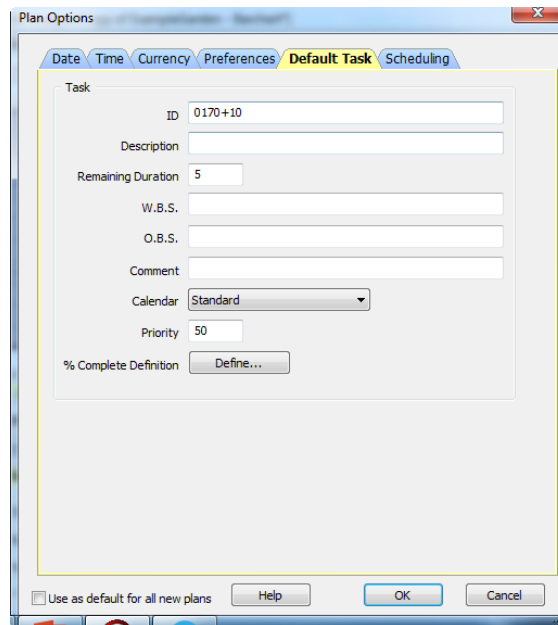 Plan Options
Date Time Currency Preferences Default Task Scheduling
Task
ID 0170+10
Description
Remaining Duration 5
W.B.S.
O.B.S.
Comment
Calendar Standard
Priority 50
% Complete Definition Define...
Use as default for all new plans Help OK Cancel